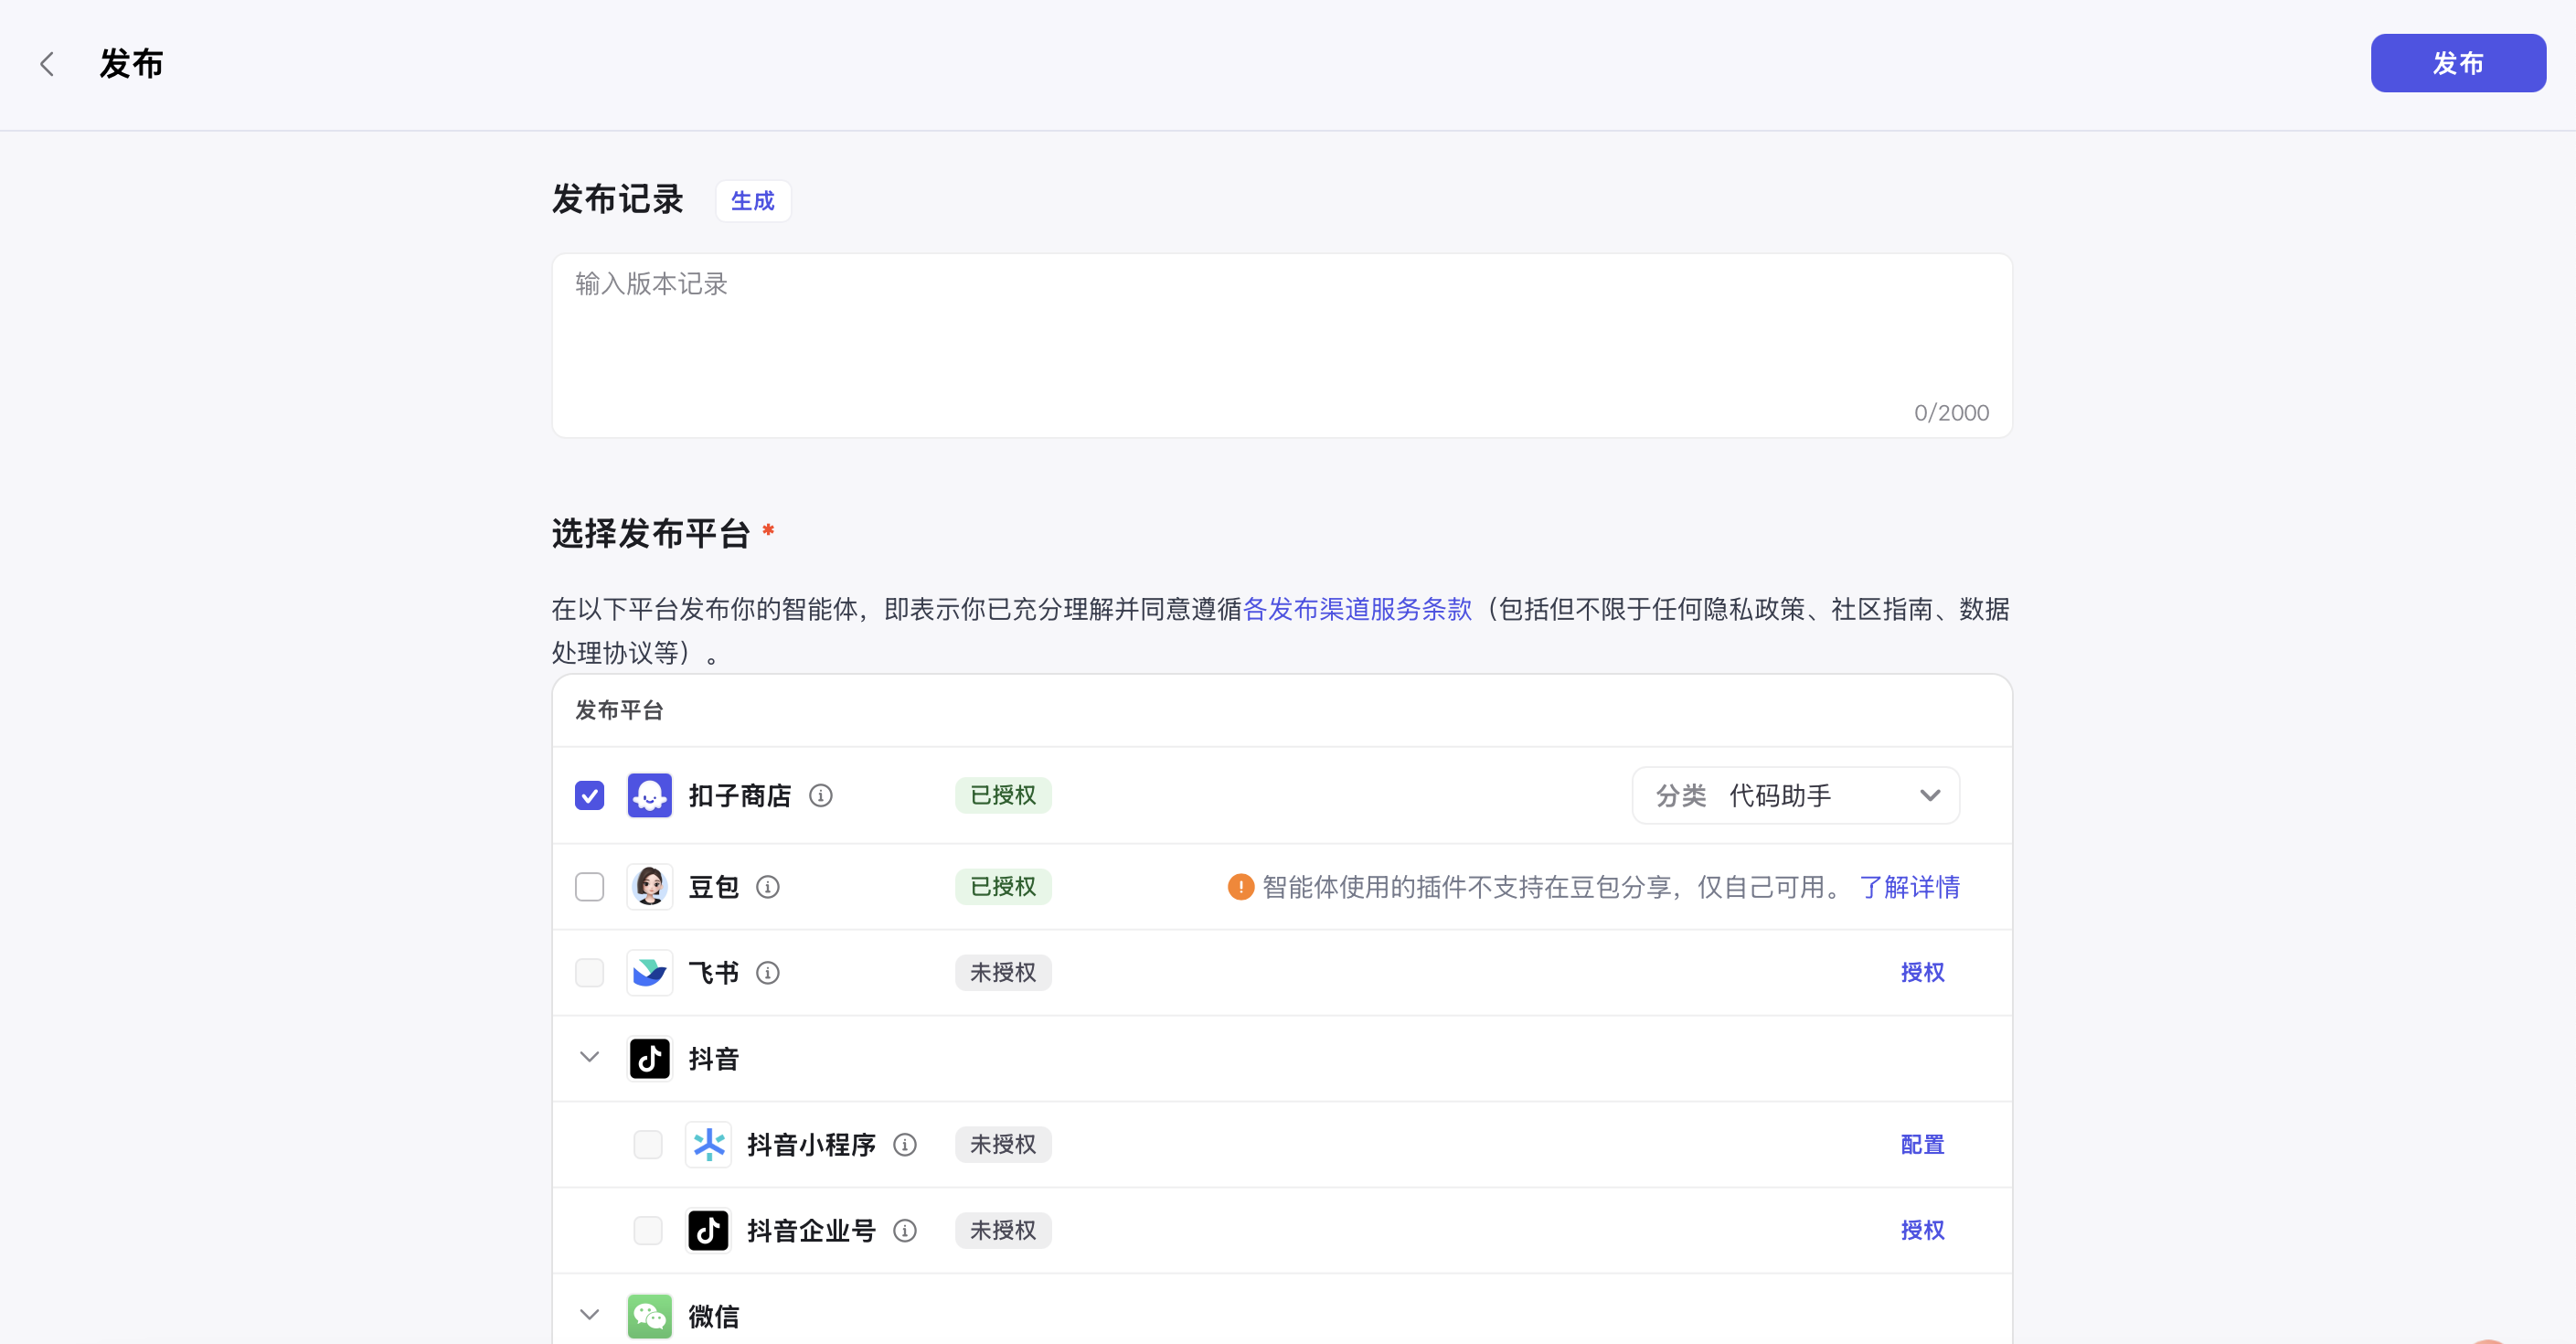 发布
发布
发布记录 生成
输入版本记录
0/2000
选择发布平台 *
在以下平台发布你的智能体，即表示你已充分理解并同意遵循各发布渠道服务条款（包括但不限于任何隐私政策、社区指南、数据
处理协议等）。
发布平台
扣子商店 已授权 分类 代码助手
豆包 已授权 智能体使用的插件不支持在豆包分享，仅自己可用。 了解详情
飞书 未授权 授权
抖音
抖音小程序 未授权 配置
抖音企业号 未授权 授权
微信